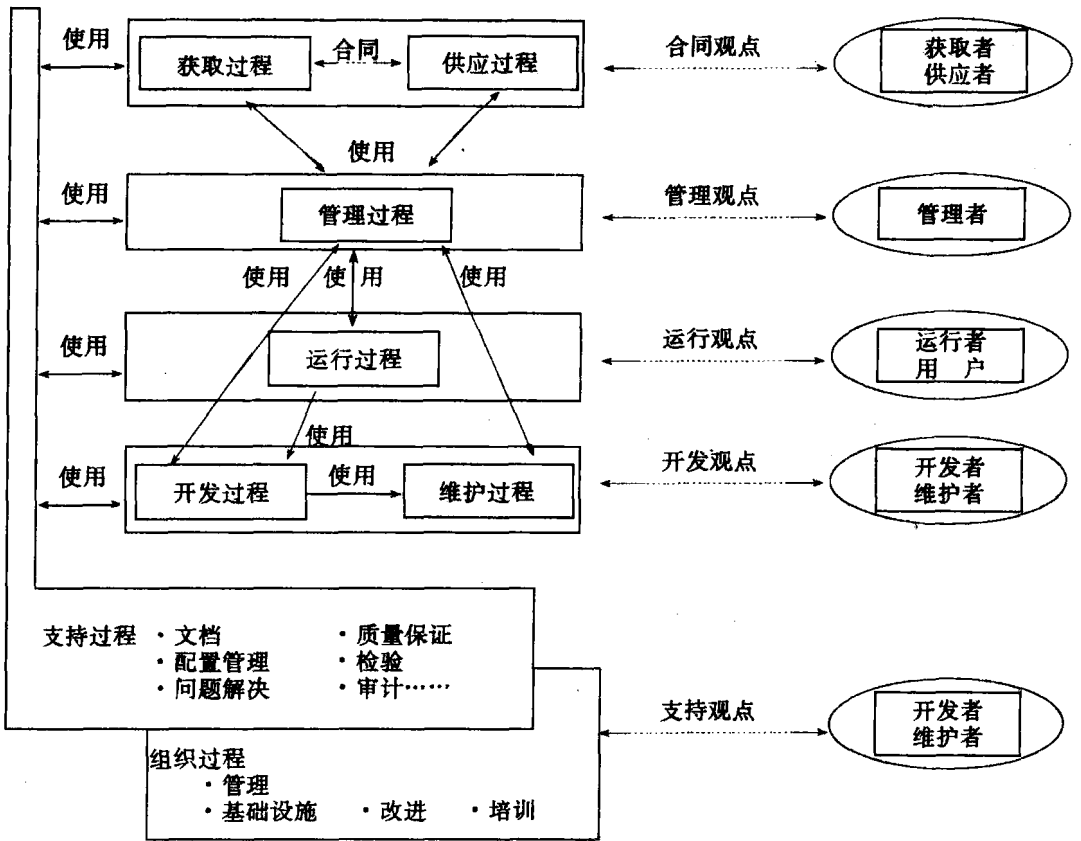 使用
获取过程
合同
供应过程
合同观点
获取者
供应者
使用
使用
管理过程
管理观点
管理者
使用
使用
使用
使用
运行过程
运行观点
运行者
用 户
使用
使用
开发过程
使用
维护过程
开发观点
开发者
维护者
支持过程 ·文档 ·质量保证
·配置管理 ·检验
·问题解决 ·审计……
支持观点
开发者
维护者
组织过程
·管理
·基础设施 ·改进 ·培训